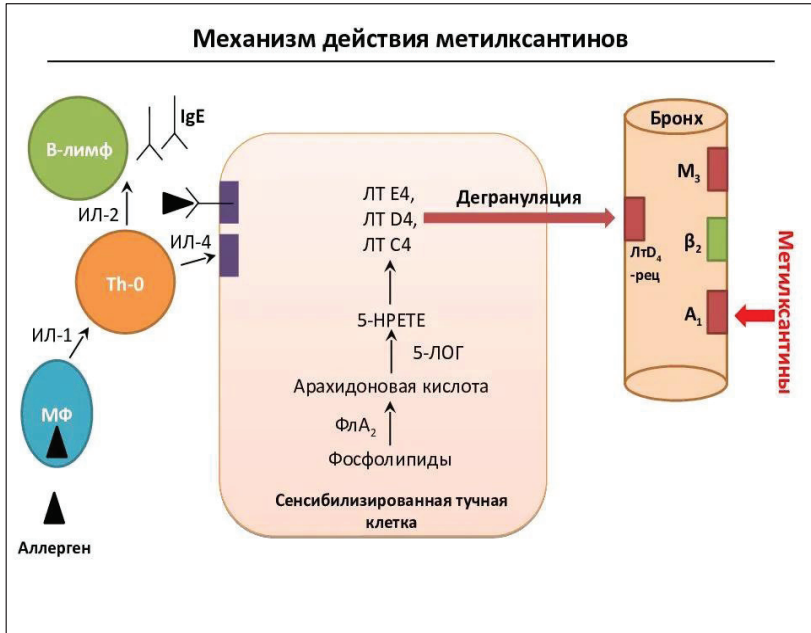 Механизм действия метилксантинов
В-лимф
IgE
ИЛ-2
ИЛ-4
Th-0
ИЛ-1
МФ
Аллерген
ЛТ E4,
ЛТ D4,
ЛТ C4
5-HPETE
5-ЛОГ
Арахидоновая кислота
ФлА₂
Фосфолипиды
Сенсибилизированная тучная
клетка
Дегрануляция
Бронх
М₃
ЛтD₄
-рец
β₂
А₁
Метилксантины